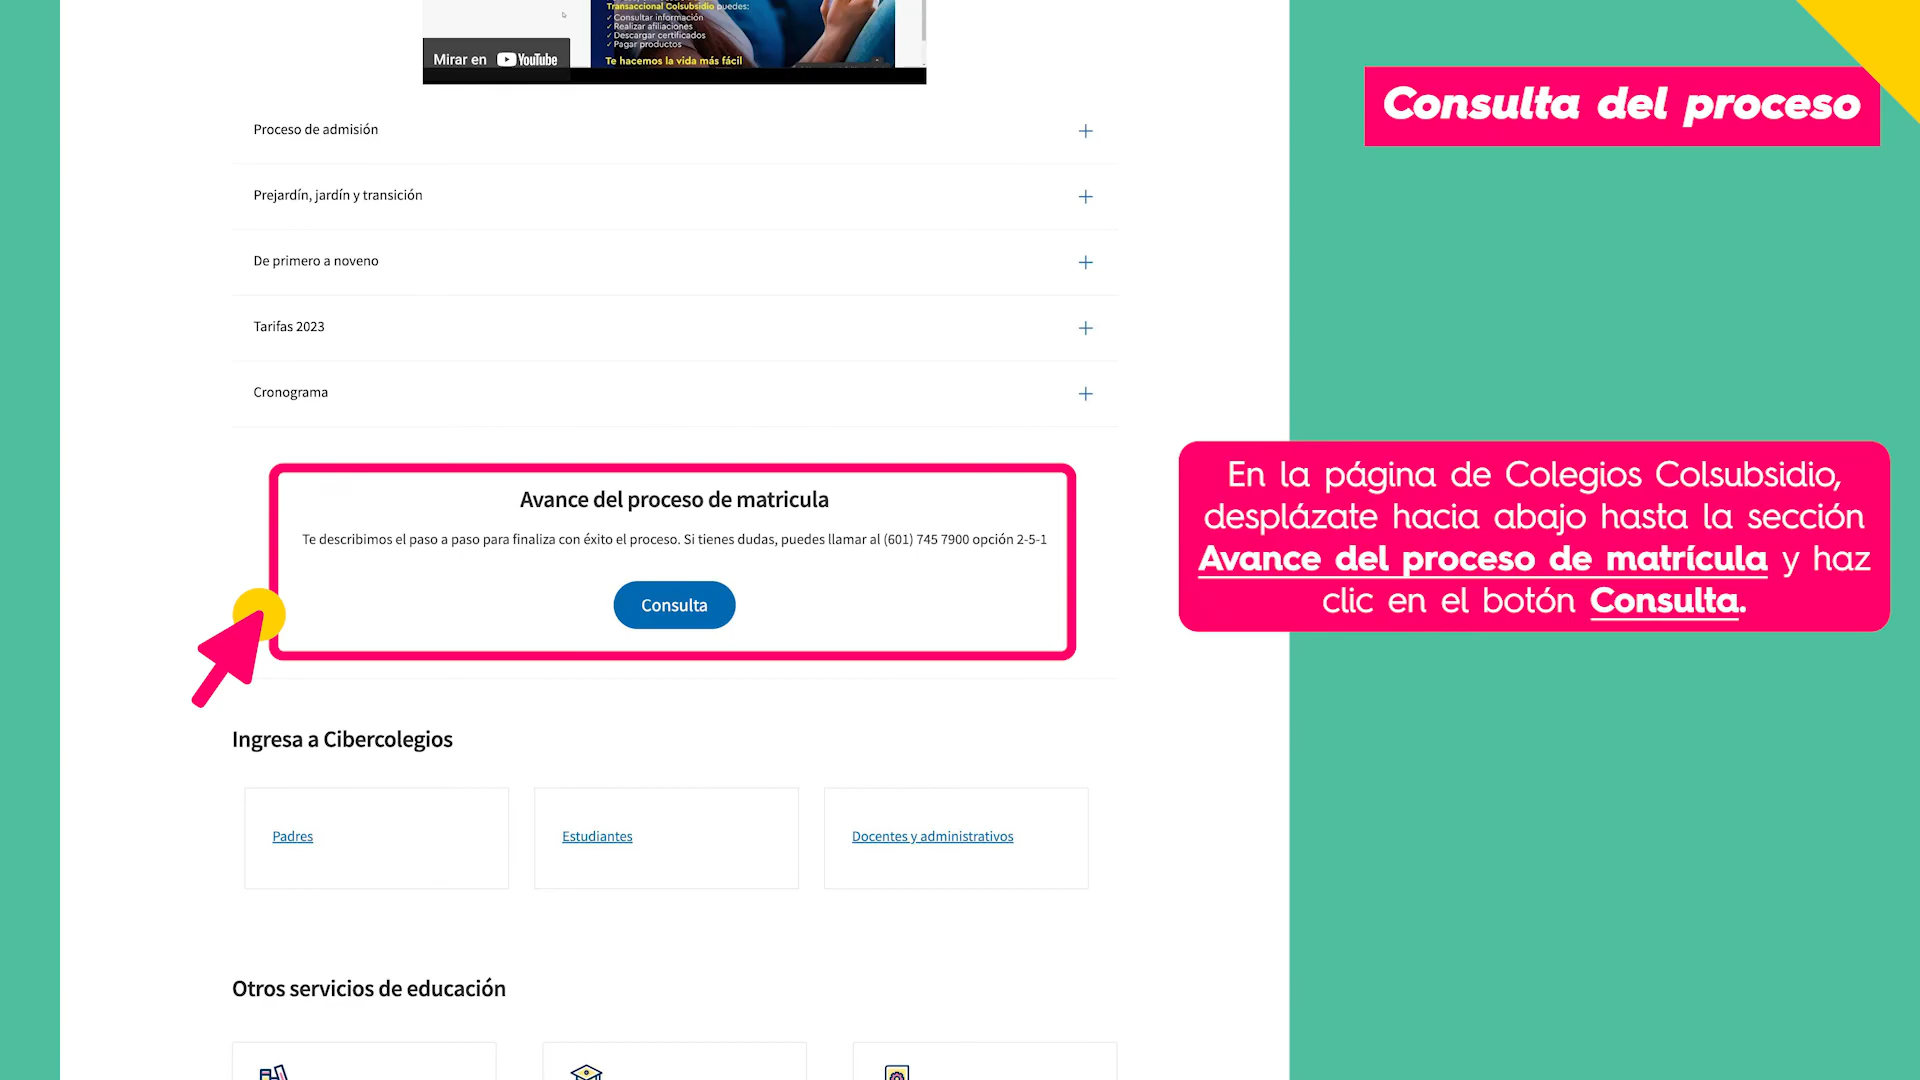 Transaccional Colsubsidio puedes:
✓ Consultar información
✓ Realizar afiliaciones
✓ Descargar certificados
✓ Pagar productos
Te hacemos la vida más fácil
Mirar en YouTube
Consulta del proceso
Proceso de admisión
Prejardín, jardín y transición
De primero a noveno
Tarifas 2023
Cronograma
Avance del proceso de matricula
Te describimos el paso a paso para finaliza con éxito el proceso. Si tienes dudas, puedes llamar al (601) 745 7900 opción 2-5-1
Consulta
En la página de Colegios Colsubsidio,
desplázate hacia abajo hasta la sección
Avance del proceso de matrícula y haz
clic en el botón Consulta.
Ingresa a Cibercolegios
Padres
Estudiantes
Docentes y administrativos
Otros servicios de educación